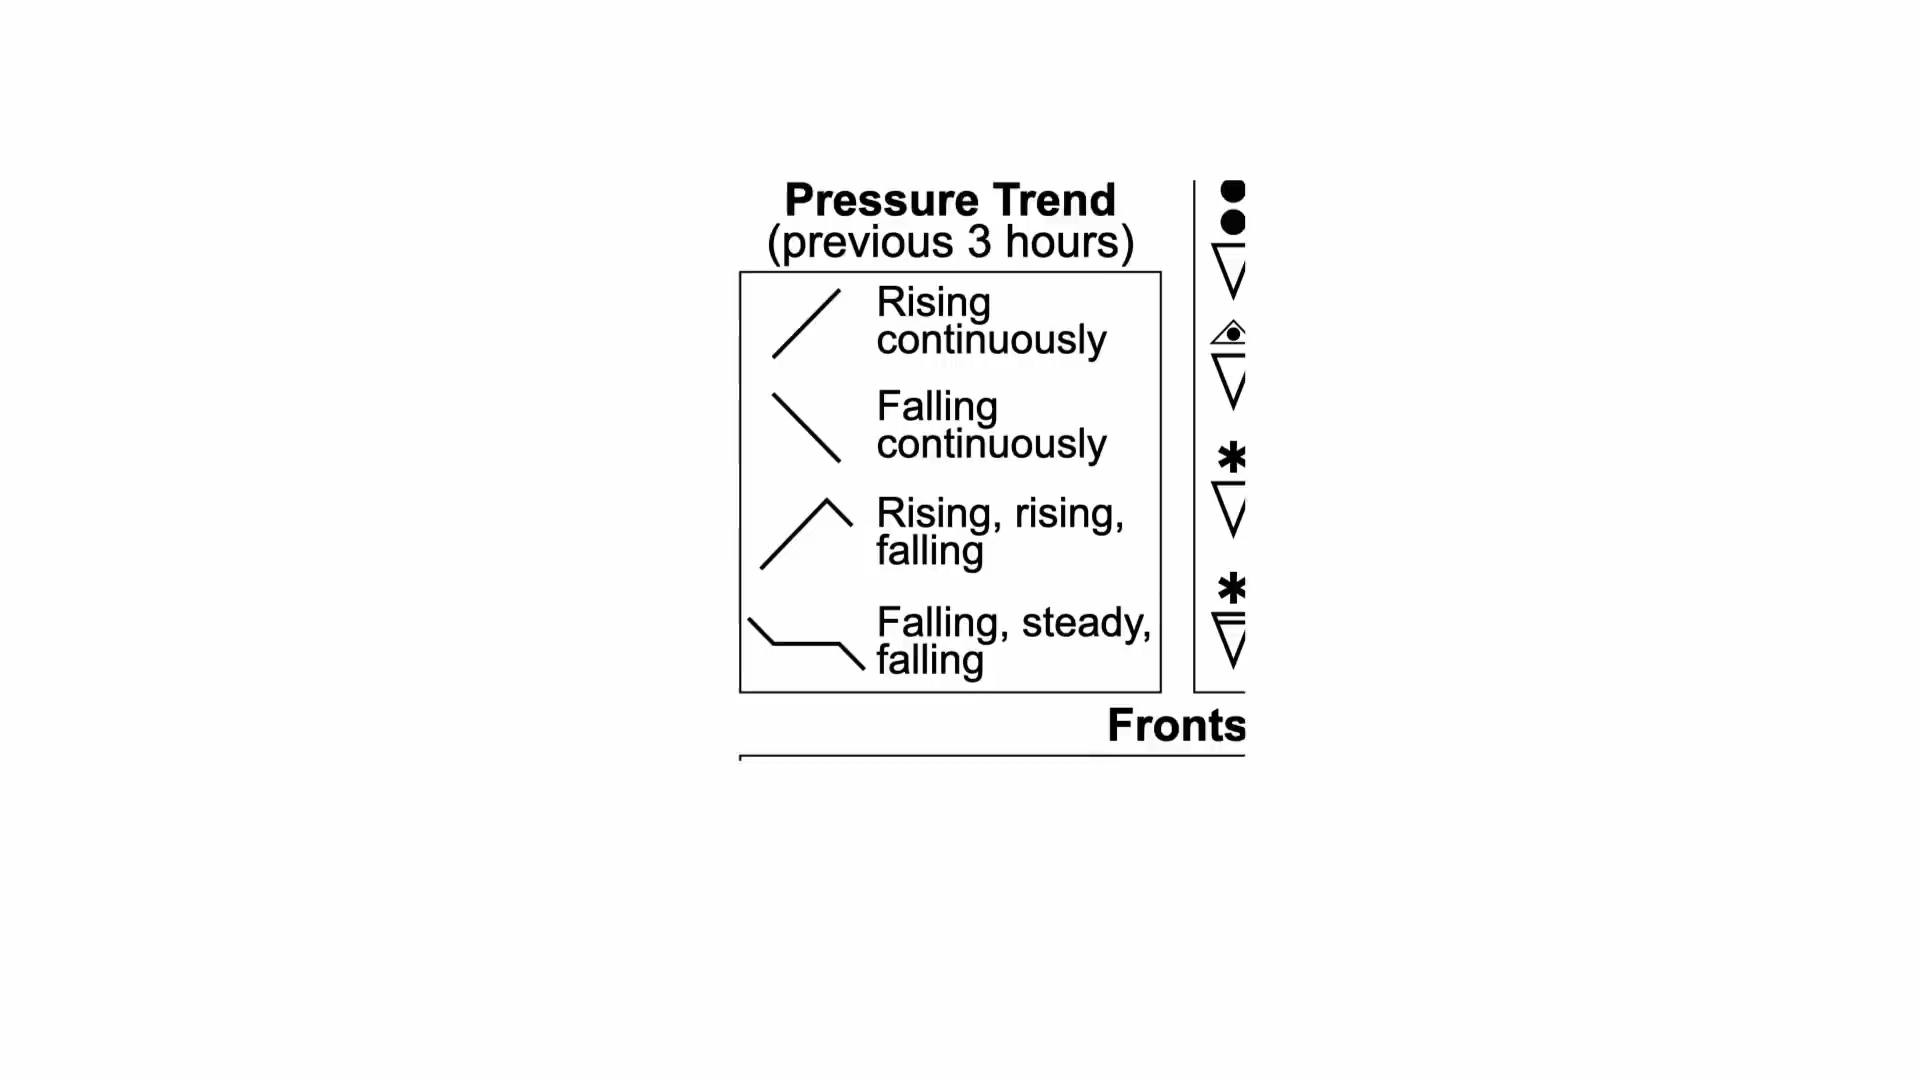 Pressure Trend
(previous 3 hours)
Rising
continuously
Falling
continuously
Rising, rising,
falling
Falling, steady,
falling
Fronts